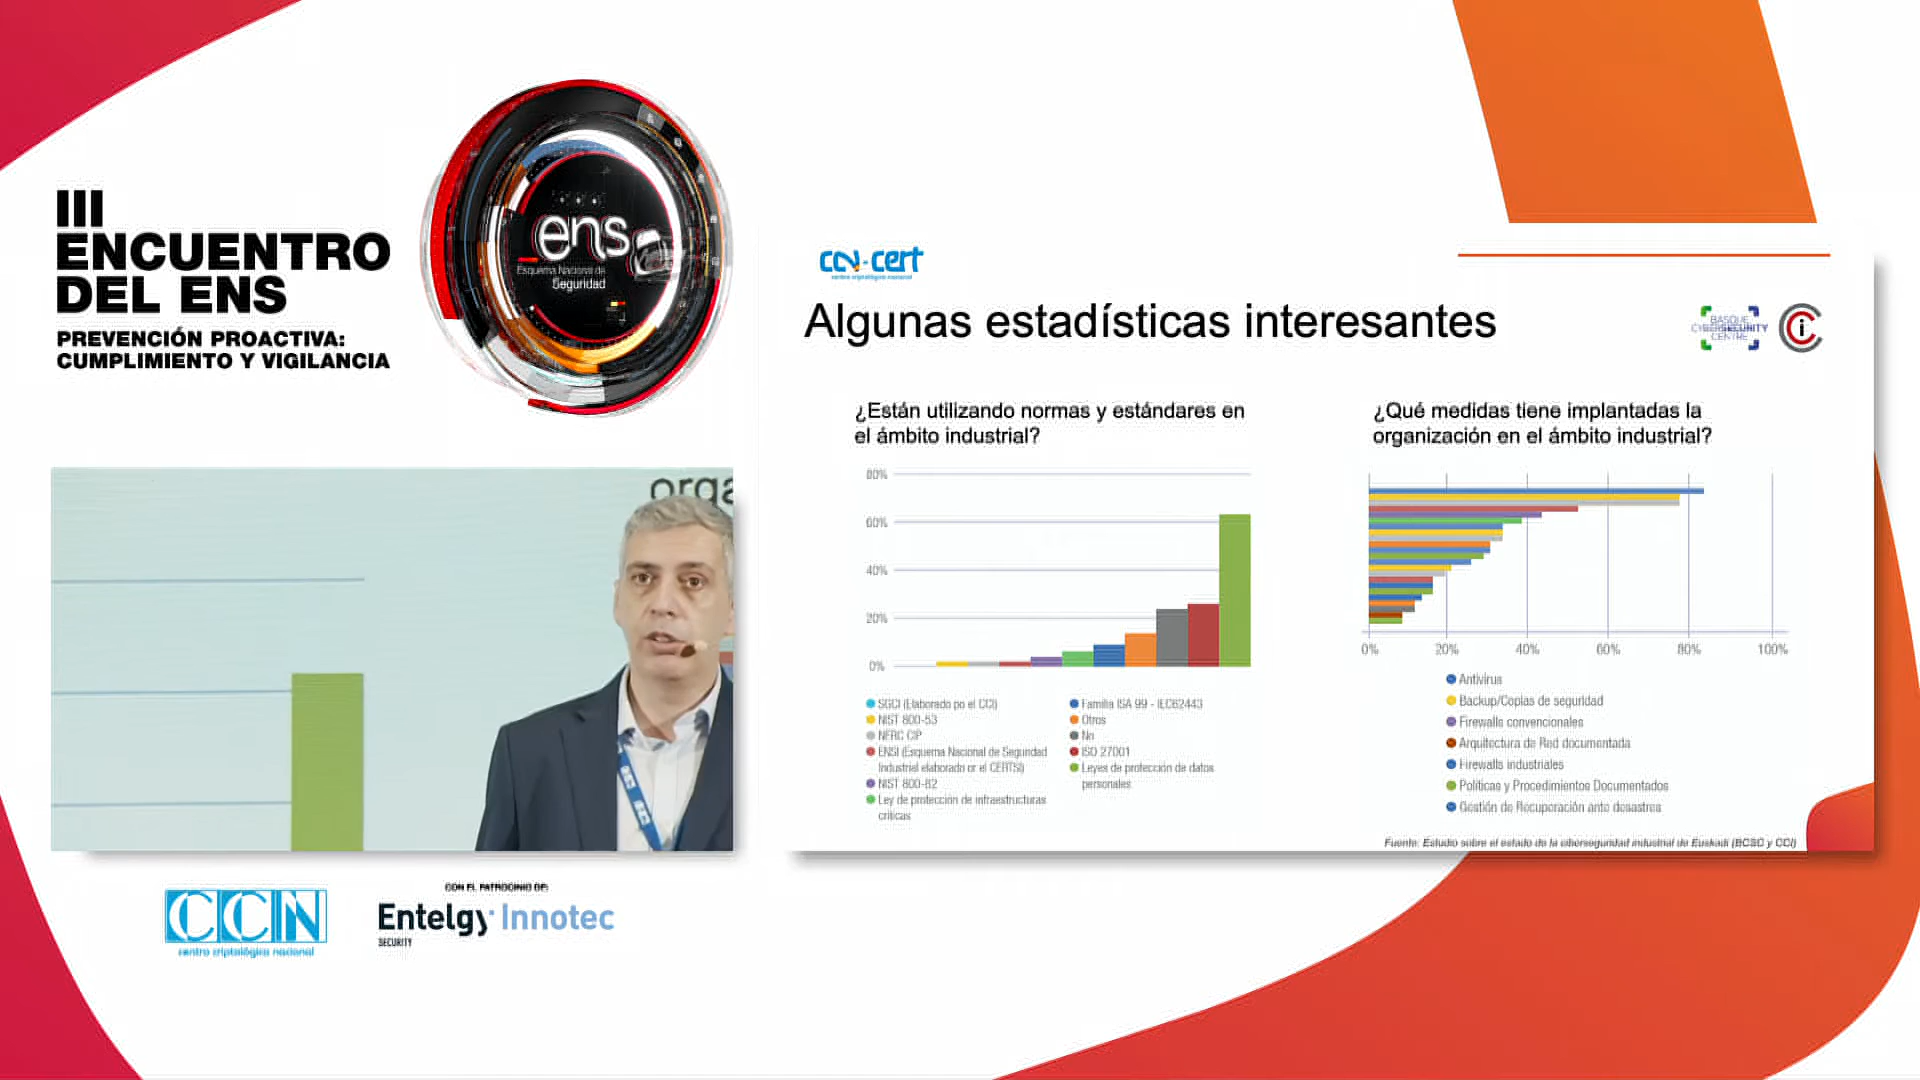 III
ENCUENTRO
DEL ENS
PREVENCIÓN PROACTIVA:
CUMPLIMIENTO Y VIGILANCIA
ens
Esquema Nacional de
Seguridad
orga
CCN
centro criptológico nacional
CON EL PATROCINIO DE:
Entelgy Innotec
SECURITY
ccn-cert
centro criptológico nacional
Algunas estadísticas interesantes
BASQUE
CYBERSECURITY
CENTRE
¿Están utilizando normas y estándares en
el ámbito industrial?
80%
60%
40%
20%
0%
SGCI (Elaborado po el CCI)
NIST 800-53
NERC CIP
ENSI (Esquema Nacional de Seguridad
Industrial elaborado or el CERTSI)
NIST 800-82
Ley de protección de infraestructuras
críticas
Familia ISA 99 - IEC62443
Otros
No
ISO 27001
Leyes de protección de datos
personales
¿Qué medidas tiene implantadas la
organización en el ámbito industrial?
0% 20% 40% 60% 80% 100%
Antivirus
Backup/Copias de seguridad
Firewalls convencionales
Arquitectura de Red documentada
Firewalls industriales
Políticas y Procedimientos Documentados
Gestión de Recuperación ante desastres
Fuente: Estudio sobre el estado de la ciberseguridad industrial de Euskadi (BCSC y CCI)